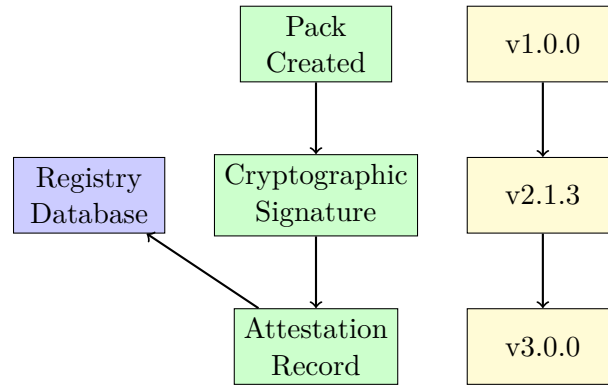 Pack
Created
v1.0.0
Registry
Database
Cryptographic
Signature
v2.1.3
Attestation
Record
v3.0.0